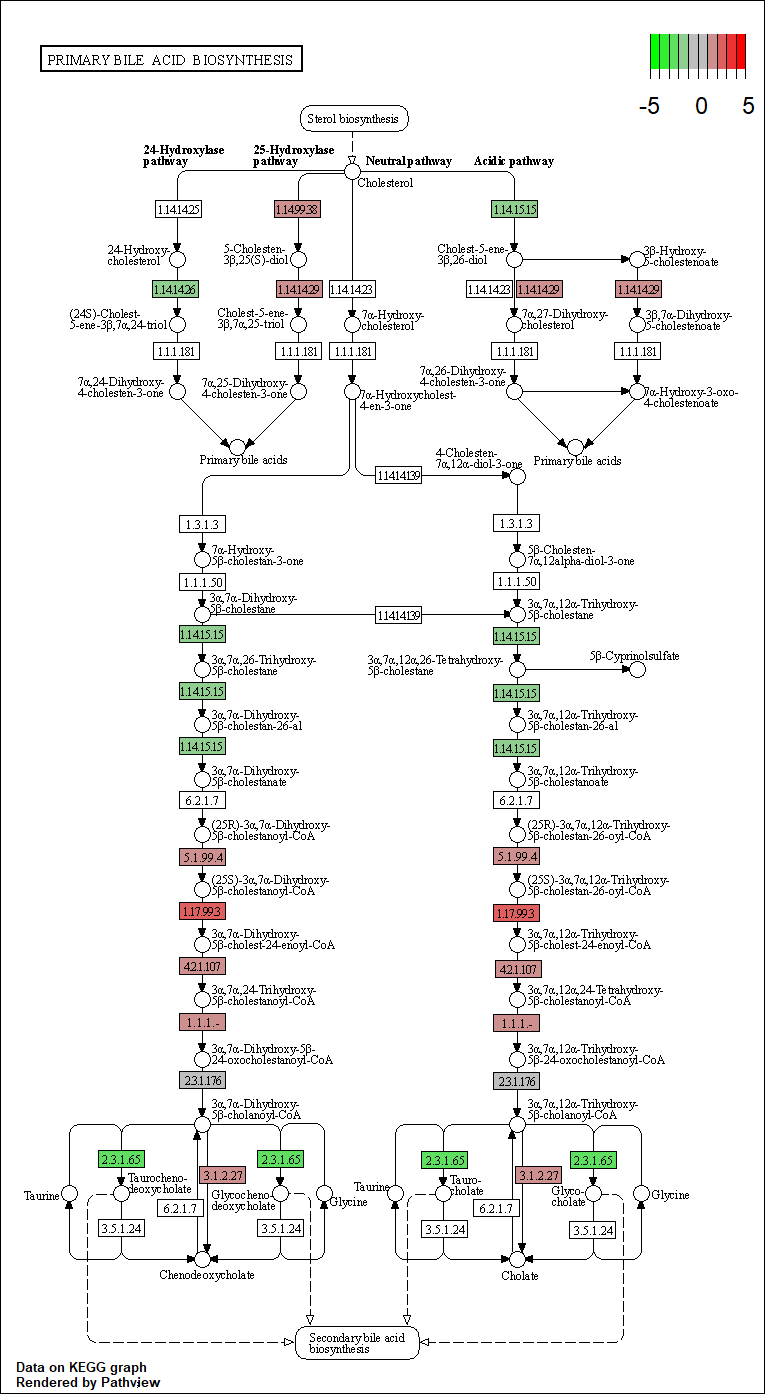 PRIMARY BILE ACID BIOSYNTHESIS
-5 0 5
Sterol biosynthesis
24-Hydroxylase
pathway
25-Hydroxylase
pathway
Neutral pathway
Acidic pathway
Cholesterol
1.14.14.25
1.14.99.38
1.14.15.15
24-Hydroxy-
cholesterol
5-Cholesten-
3β,25(S)-diol
Cholest-5-ene-
3β,26-diol
3β-Hydroxy-
5-cholestenoate
1.14.14.26
1.14.14.29
1.14.14.23
1.14.14.23
1.14.14.29
1.14.14.29
(24S)-Cholest-
5-ene-3β,7α,24-triol
Cholest-5-ene-
3β,7α,25-triol
7α-Hydroxy-
cholesterol
7α,27-Dihydroxy-
cholesterol
3β,7α-Dihydroxy-
5-cholestenoate
1.1.1.181
1.1.1.181
1.1.1.181
1.1.1.181
1.1.1.181
7α,24-Dihydroxy-
4-cholesten-3-one
7α,25-Dihydroxy-
4-cholesten-3-one
7α-Hydroxycholest-
4-en-3-one
7α,26-Dihydroxy-
4-cholesten-3-one
7α-Hydroxy-3-oxo-
4-cholestenoate
Primary bile acids
Primary bile acids
4-Cholesten-
7α,12α-diol-3-one
1.14.14.139
1.3.1.3
1.3.1.3
7α-Hydroxy-
5β-cholestan-3-one
5β-Cholesten-
7α,12alpha-diol-3-one
1.1.1.50
1.1.1.50
3α,7α-Dihydroxy-
5β-cholestane
1.14.14.139
3α,7α,12α-Trihydroxy-
5β-cholestane
1.14.15.15
1.14.15.15
3α,7α,26-Trihydroxy-
5β-cholestane
3α,7α,12α,26-Tetrahydroxy-
5β-cholestane
5β-Cyprinolsulfate
1.14.15.15
1.14.15.15
3α,7α-Dihydroxy-
5β-cholestan-26-al
3α,7α,12α-Trihydroxy-
5β-cholestan-26-al
1.14.15.15
1.14.15.15
3α,7α-Dihydroxy-
5β-cholestanate
3α,7α,12α-Trihydroxy-
5β-cholestanoate
6.2.1.7
6.2.1.7
(25R)-3α,7α-Dihydroxy-
5β-cholestanoyl-CoA
(25R)-3α,7α,12α-Trihydroxy-
5β-cholestan-26-oyl-CoA
5.1.99.4
5.1.99.4
(25S)-3α,7α-Dihydroxy-
5β-cholestanoyl-CoA
(25S)-3α,7α,12α-Trihydroxy-
5β-cholestan-26-oyl-CoA
1.17.99.3
1.17.99.3
3α,7α-Dihydroxy-
5β-cholest-24-enoyl-CoA
3α,7α,12α-Trihydroxy-
5β-cholest-24-enoyl-CoA
4.2.1.107
4.2.1.107
3α,7α,24-Trihydroxy-
5β-cholestanoyl-CoA
3α,7α,12α,24-Tetrahydroxy-
5β-cholestanoyl-CoA
1.1.1.-
1.1.1.-
3α,7α-Dihydroxy-5β-
24-oxocholestanoyl-CoA
3α,7α,12α-Trihydroxy-
5β-24-oxocholestanoyl-CoA
2.3.1.176
2.3.1.176
3α,7α-Dihydroxy-
5β-cholanoyl-CoA
3α,7α,12α-Trihydroxy-
5β-cholanoyl-CoA
2.3.1.65
3.1.2.27
2.3.1.65
2.3.1.65
3.1.2.27
2.3.1.65
Taurine
Taurocheno-
deoxycholate
Glycocheno-
deoxycholate
Glycine
Taurine
Tauro-
cholate
Glyco-
cholate
Glycine
3.5.1.24
6.2.1.7
3.5.1.24
3.5.1.24
6.2.1.7
3.5.1.24
Chenodeoxycholate
Cholate
Secondary bile acid
biosynthesis
Data on KEGG graph
Rendered by Pathview